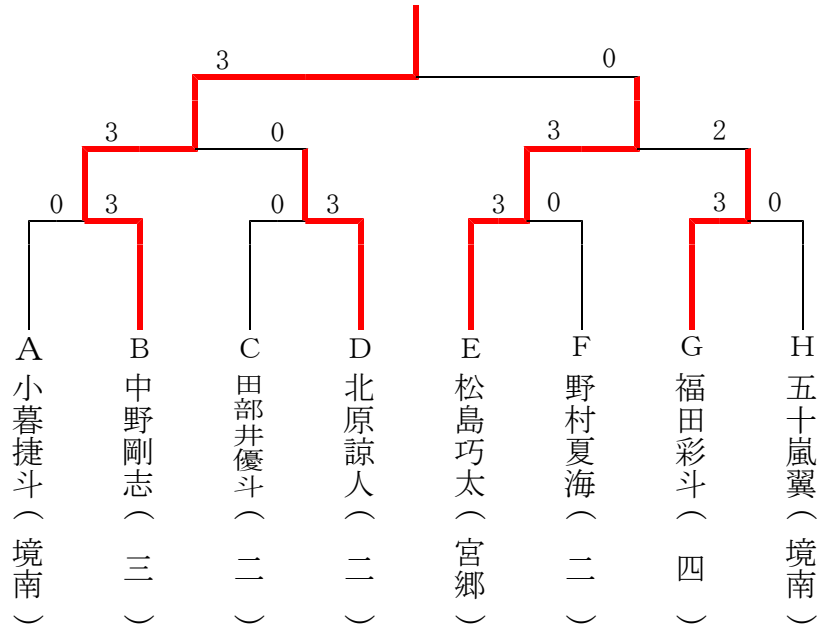 3 0
3 0 3 2
0 3 0 3 3 0 3 0
A B C D E F G H
小暮捷斗（境南）
中野剛志（三）
田部井優斗（二）
北原諒人（二）
松島巧太（宮郷）
野村夏海（二）
福田彩斗（四）
五十嵐翼（境南）